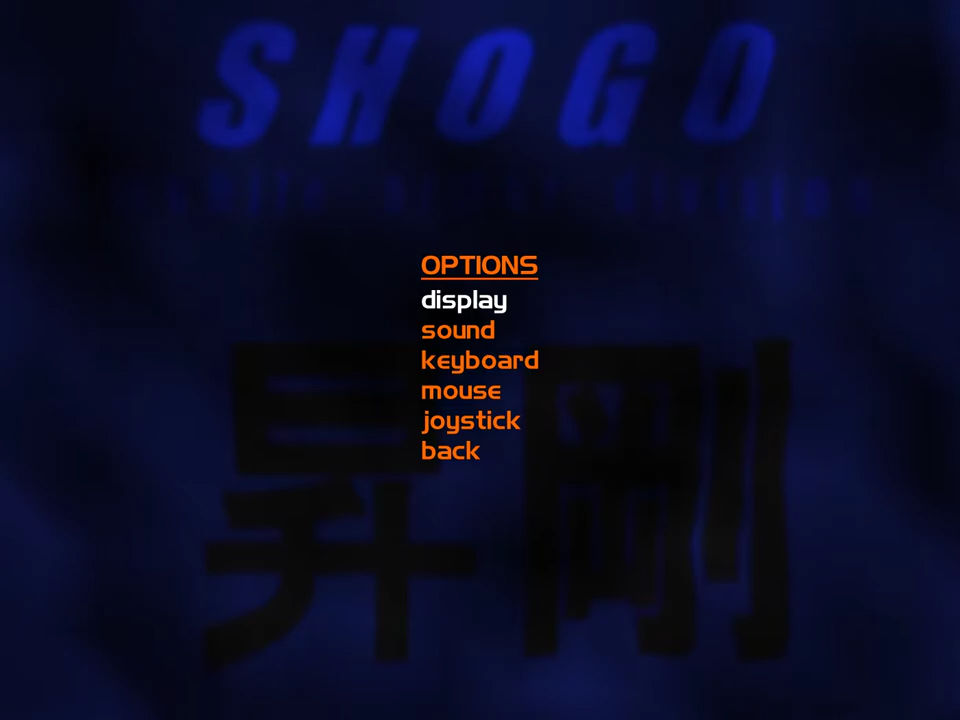 SHOGO
OPTIONS
display
sound
keyboard
mouse
joystick
back
昇剛